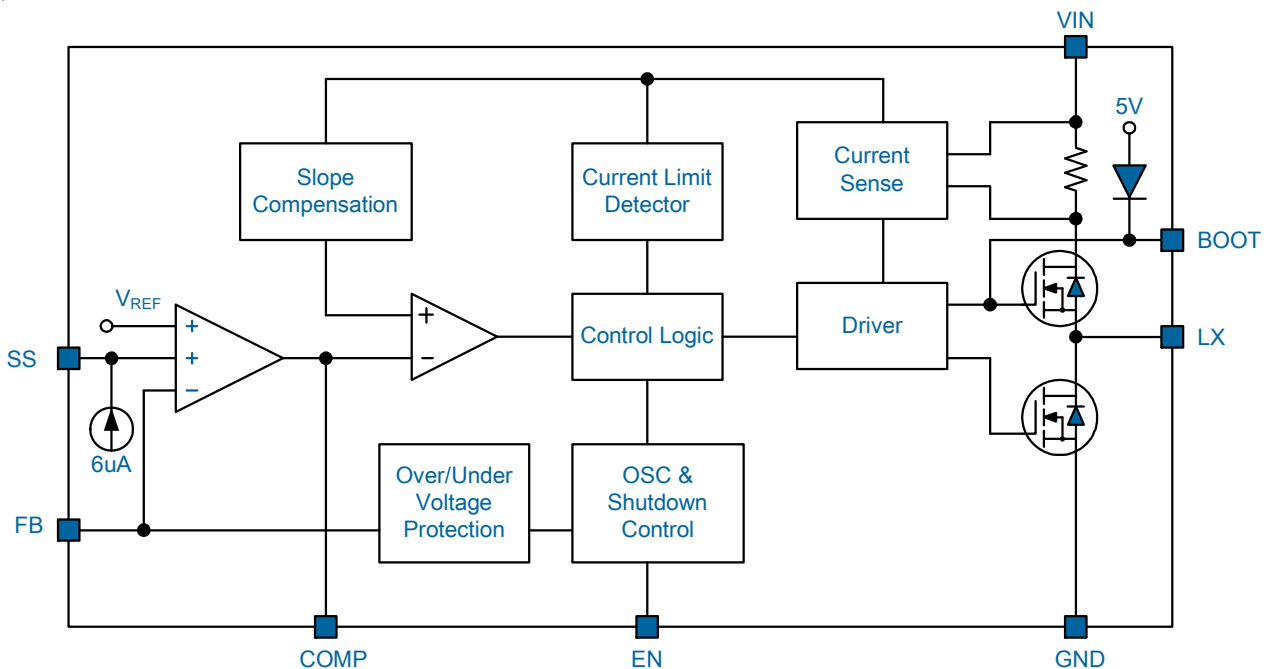 VIN
5V
Slope
Compensation
Current Limit
Detector
Current
Sense
BOOT
VREF
+
+
−
+
−
Control Logic
Driver
SS
LX
6uA
Over/Under
Voltage
Protection
OSC &
Shutdown
Control
FB
COMP
EN
GND